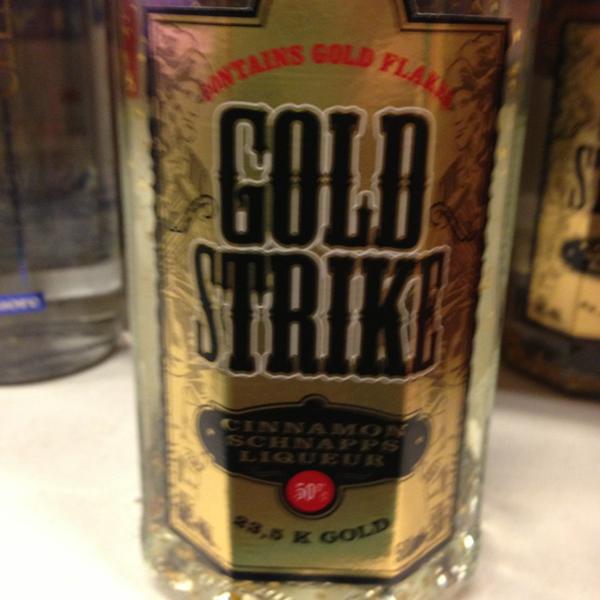 CONTAINS GOLD FLAKES
GOLD
STRIKE
CINNAMON
SCHNAPPS
LIQUEUR
50%
23,5 K GOLD